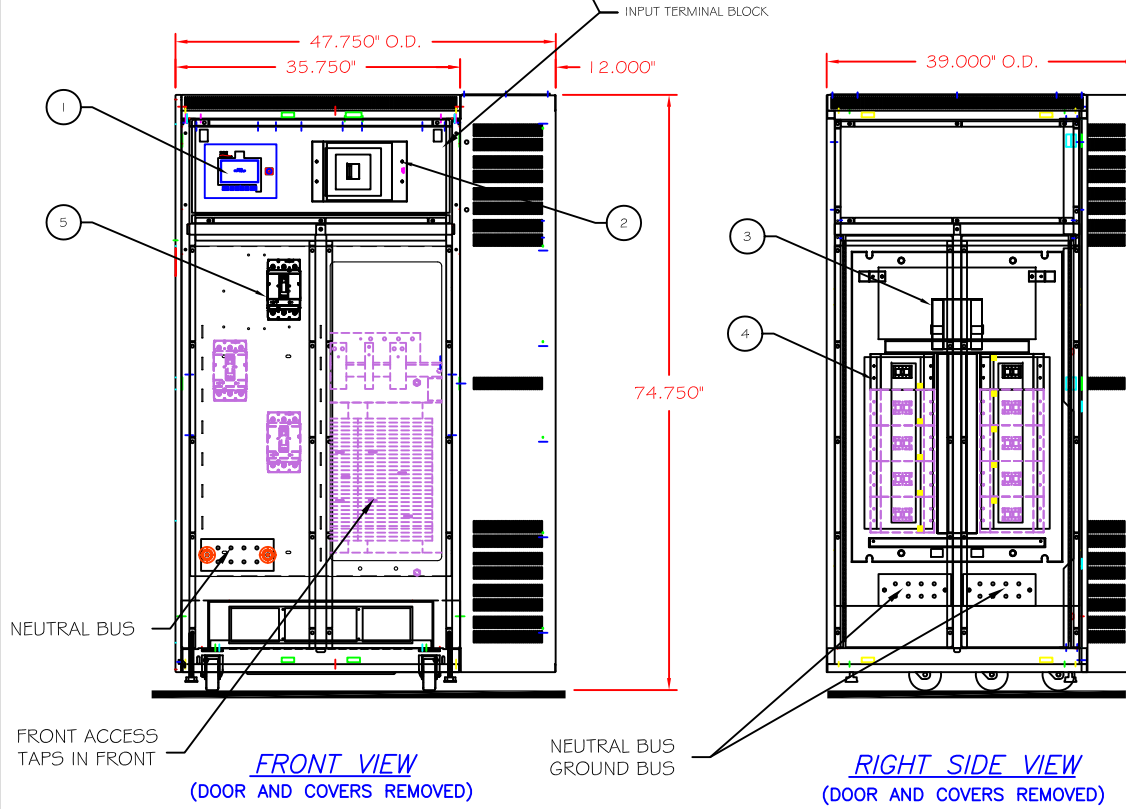 INPUT TERMINAL BLOCK
47.750" O.D.
35.750"
12.000"
39.000" O.D.
1
5
2
3
4
74.750"
NEUTRAL BUS
FRONT ACCESS
TAPS IN FRONT
NEUTRAL BUS
GROUND BUS
FRONT VIEW
(DOOR AND COVERS REMOVED)
RIGHT SIDE VIEW
(DOOR AND COVERS REMOVED)